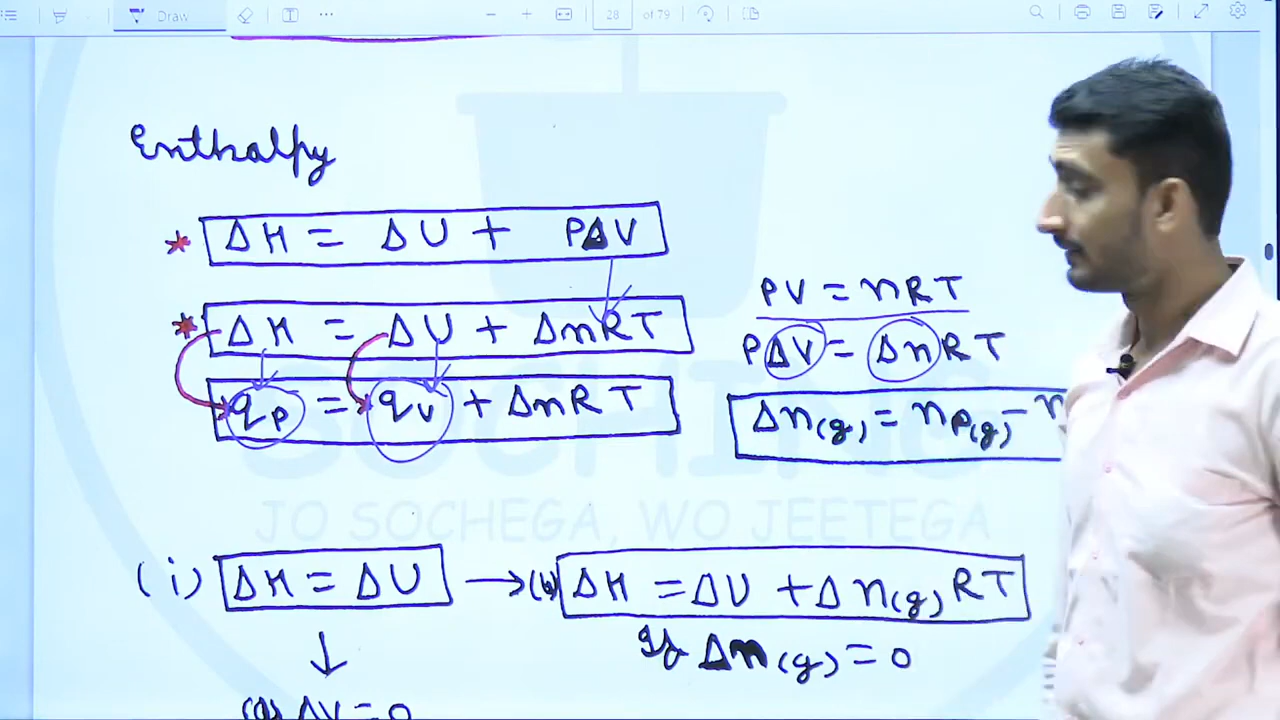 Draw
28 of 79
Enthalpy
* ΔH = ΔU + PΔV
* ΔH = ΔU + ΔnRT
qp = qv + ΔnRT
PV = nRT
PΔV = ΔnRT
Δn(g) = nP(g) - n
SOCHING
JO SOCHEGA, WO JEETEGA
(i) ΔH = ΔU → (b) ΔH = ΔU + Δn(g) RT
If Δn(g) = 0
(a) ΔV = 0